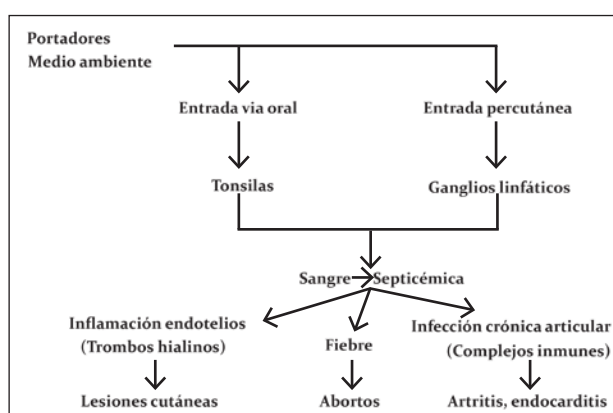 Portadores
Medio ambiente
Entrada via oral
Entrada percutánea
Tonsilas
Ganglios linfáticos
Sangre Septicémica
Inflamación endotelios
(Trombos hialinos)
Fiebre
Infección crónica articular
(Complejos inmunes)
Lesiones cutáneas
Abortos
Artritis, endocarditis